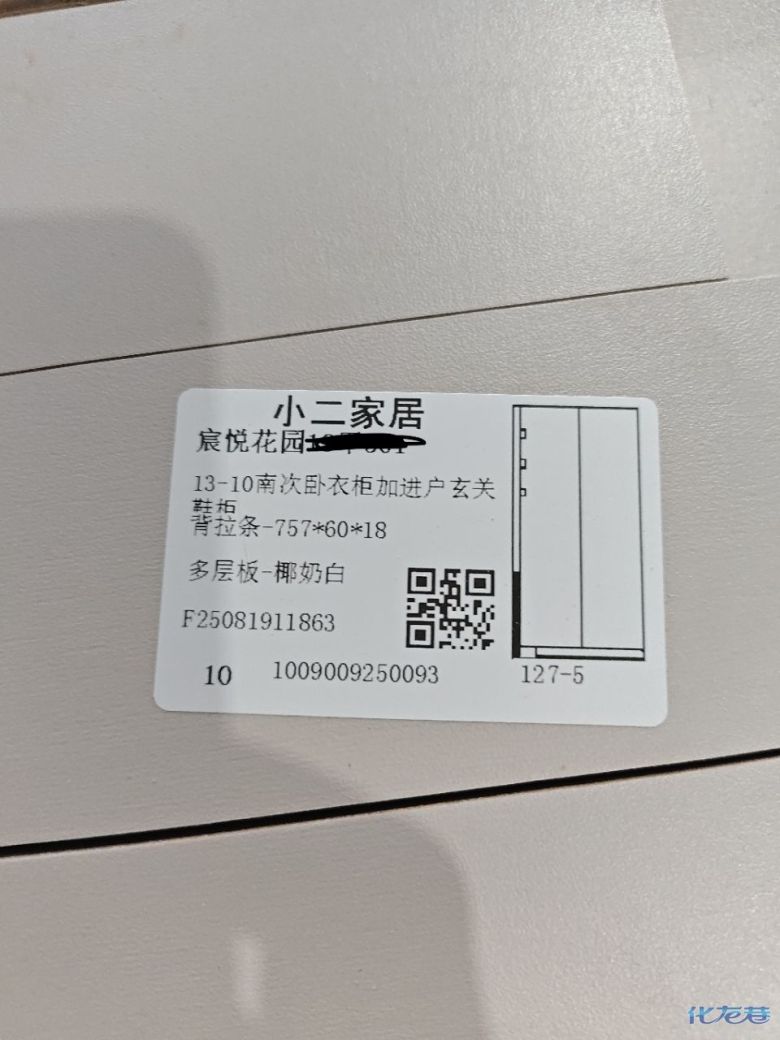 小二家居
宸悦花园
13-10南次卧衣柜加进户玄关
鞋柜
背拉条-757*60*18
多层板-椰奶白
F25081911863
10 1009009250093
127-5
化龙巷